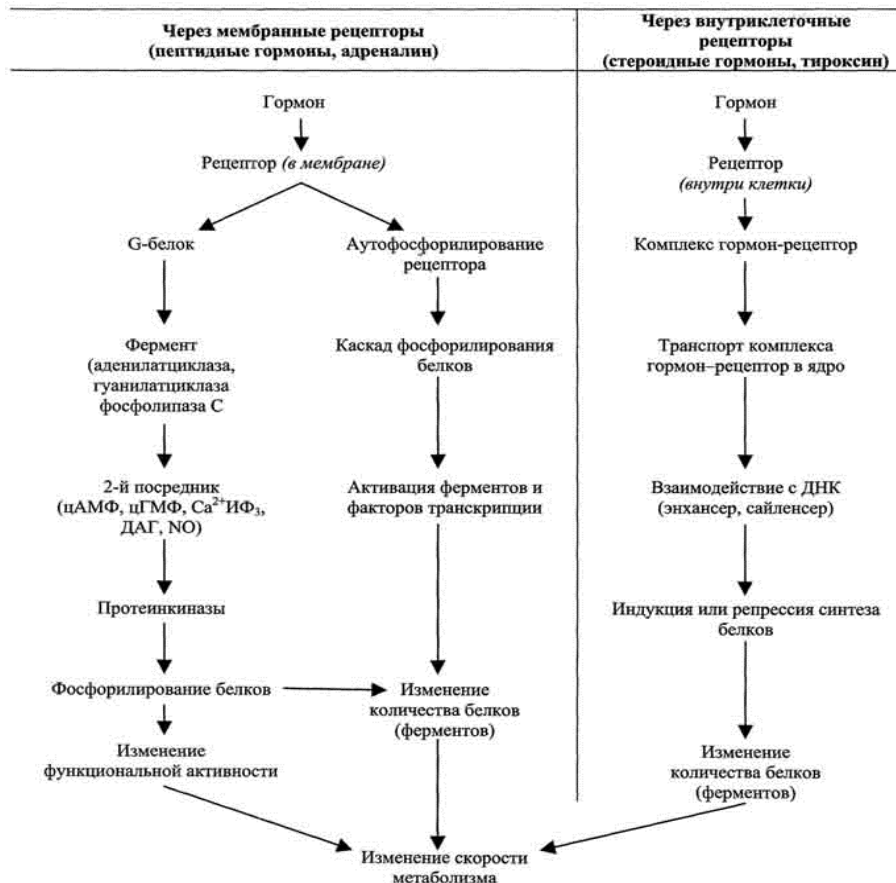 Через мембранные рецепторы
(пептидные гормоны, адреналин)
Через внутриклеточные
рецепторы
(стероидные гормоны, тироксин)
Гормон
Рецептор (в мембране)
G-белок
Аутофосфорилирование
рецептора
Фермент
(аденилатциклаза,
гуанилатциклаза
фосфолипаза С
Каскад фосфорилирования
белков
2-й посредник
(цАМФ, цГМФ, Ca²⁺ИФ₃,
ДАГ, NO)
Активация ферментов и
факторов транскрипции
Протеинкиназы
Фосфорилирование белков
Изменение
количества белков
(ферментов)
Изменение
функциональной активности
Гормон
Рецептор
(внутри клетки)
Комплекс гормон-рецептор
Транспорт комплекса
гормон–рецептор в ядро
Взаимодействие с ДНК
(энхансер, сайленсер)
Индукция или репрессия синтеза
белков
Изменение
количества белков
(ферментов)
Изменение скорости
метаболизма